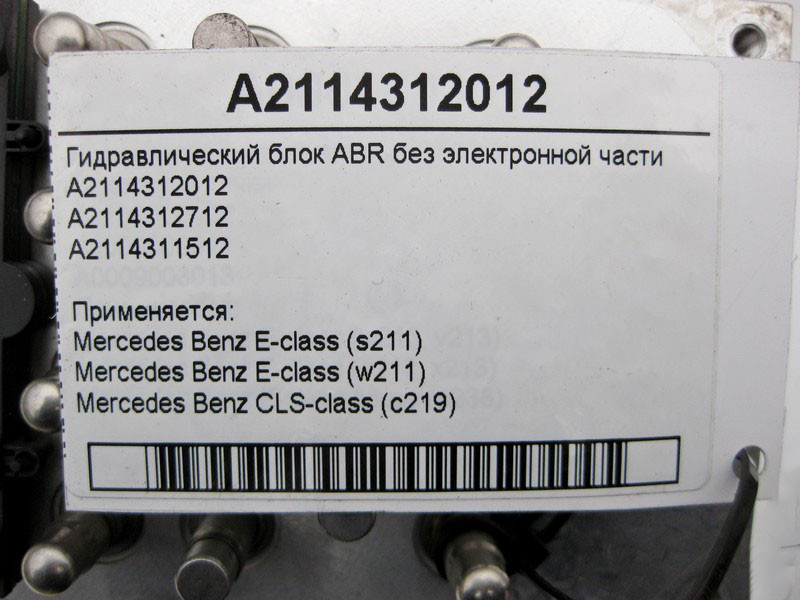 A2114312012
Гидравлический блок ABR без электронной части
A2114312012
A2114312712
A2114311512
A0009008013
Применяется:
Mercedes Benz E-class (s211)
Mercedes Benz E-class (w211)
Mercedes Benz CLS-class (c219)